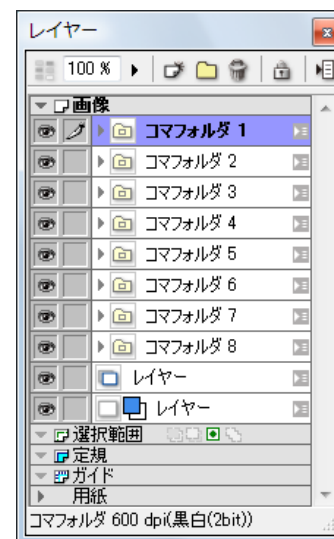 レイヤー
100 %
画像
コマフォルダ 1
コマフォルダ 2
コマフォルダ 3
コマフォルダ 4
コマフォルダ 5
コマフォルダ 6
コマフォルダ 7
コマフォルダ 8
レイヤー
レイヤー
選択範囲
定規
ガイド
用紙
コマフォルダ 600 dpi(黒白(2bit))